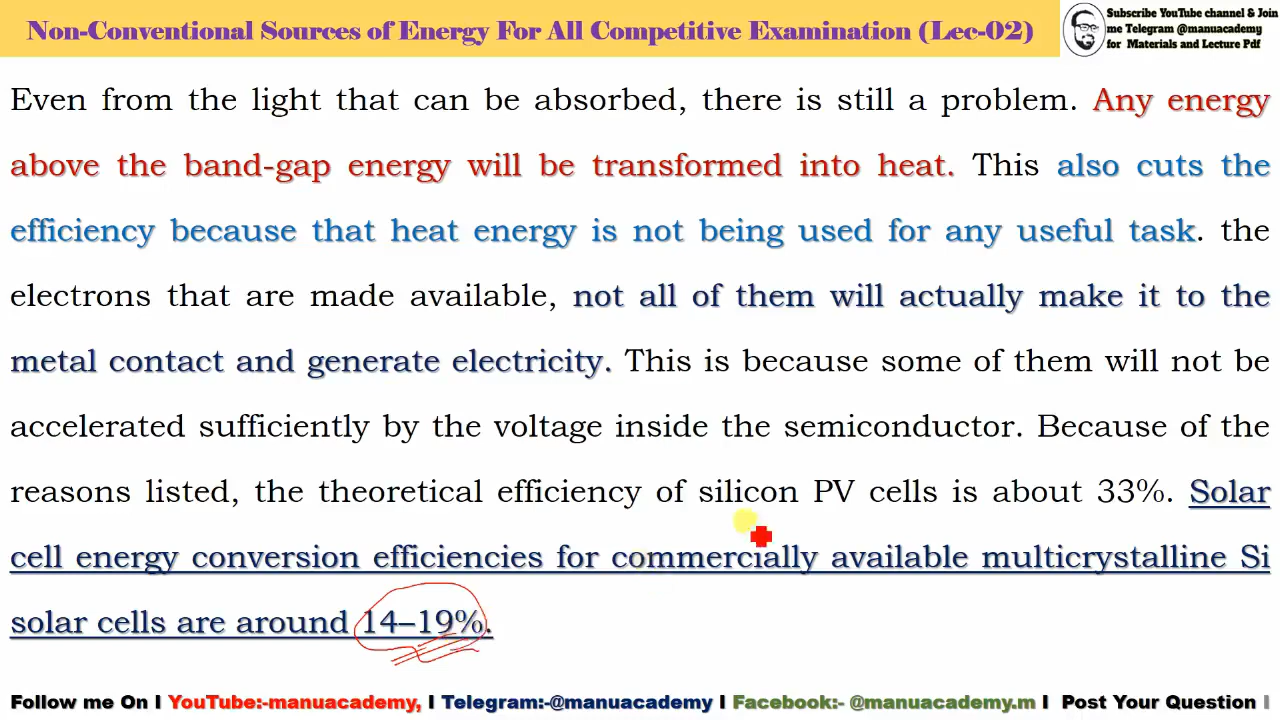 Non-Conventional Sources of Energy For All Competitive Examination (Lec-02)
Subscribe YouTube channel & Join
me Telegram @manuacademy
for Materials and Lecture Pdf
Even from the light that can be absorbed, there is still a problem. Any energy
above the band-gap energy will be transformed into heat. This also cuts the
efficiency because that heat energy is not being used for any useful task. the
electrons that are made available, not all of them will actually make it to the
metal contact and generate electricity. This is because some of them will not be
accelerated sufficiently by the voltage inside the semiconductor. Because of the
reasons listed, the theoretical efficiency of silicon PV cells is about 33%. Solar
cell energy conversion efficiencies for commercially available multicrystalline Si
solar cells are around 14–19%.
Follow me On I YouTube:-manuacademy, I Telegram:-@manuacademy I Facebook:- @manuacademy.m I Post Your Question I